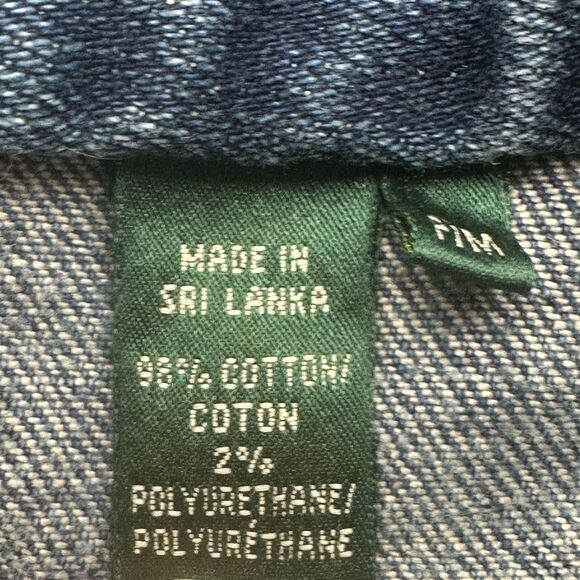 MADE IN
SRI LANKA
P/M
98% COTTON/
COTON
2%
POLYURETHANE/
POLYURÉTHANE